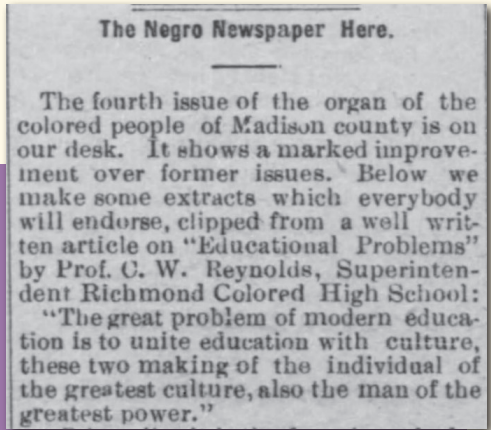 The Negro Newspaper Here.
The fourth issue of the organ of the
colored people of Madison county is on
our desk. It shows a marked improve-
ment over former issues. Below we
make some extracts which everybody
will endorse, clipped from a well writ-
ten article on "Educational Problems"
by Prof. C. W. Reynolds, Superinten-
dent Richmond Colored High School:
"The great problem of modern educa-
tion is to unite education with culture,
these two making of the individual of
the greatest culture, also the man of the
greatest power."